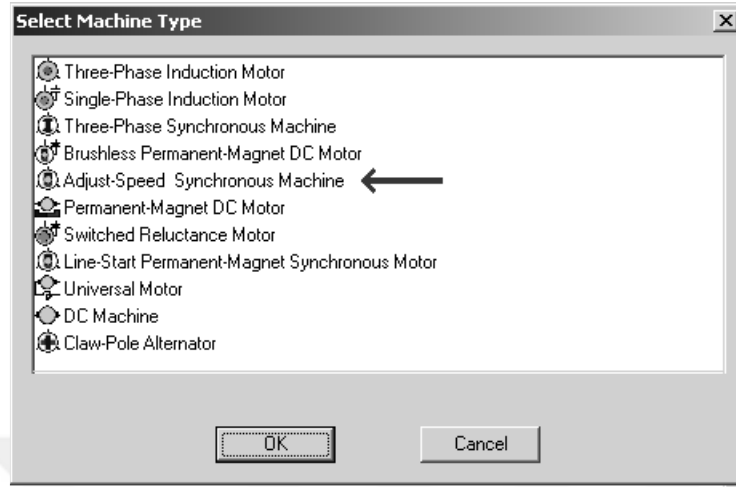 Select Machine Type
Three-Phase Induction Motor
Single-Phase Induction Motor
Three-Phase Synchronous Machine
Brushless Permanent-Magnet DC Motor
Adjust-Speed Synchronous Machine
Permanent-Magnet DC Motor
Switched Reluctance Motor
Line-Start Permanent-Magnet Synchronous Motor
Universal Motor
DC Machine
Claw-Pole Alternator
OK Cancel